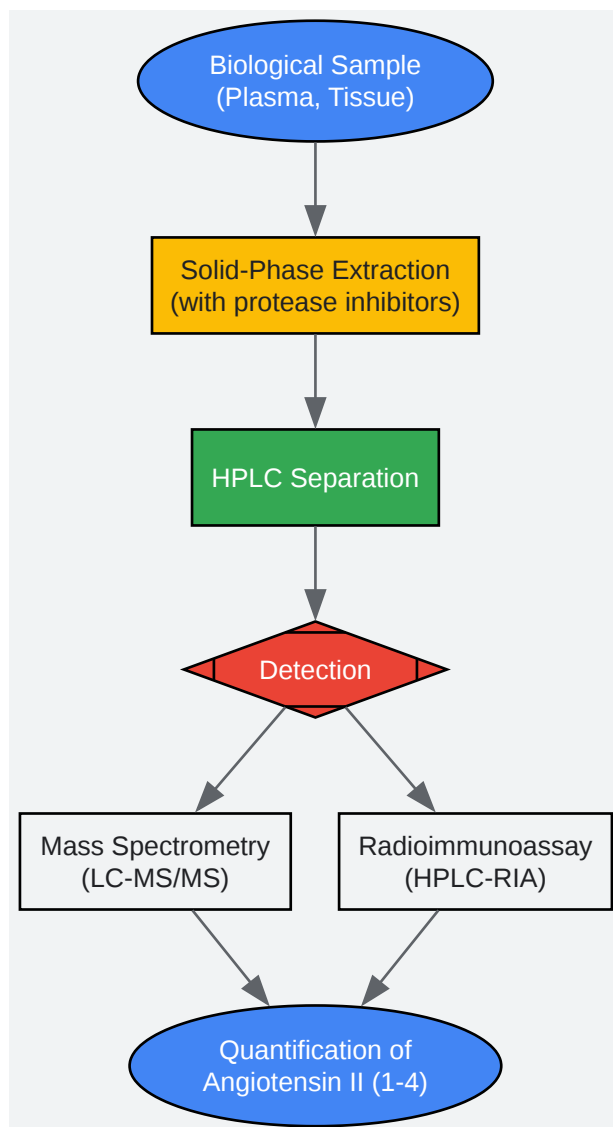 Biological Sample
(Plasma, Tissue)
Solid-Phase Extraction
(with protease inhibitors)
HPLC Separation
Detection
Mass Spectrometry
(LC-MS/MS)
Radioimmunoassay
(HPLC-RIA)
Quantification of
Angiotensin II (1-4)